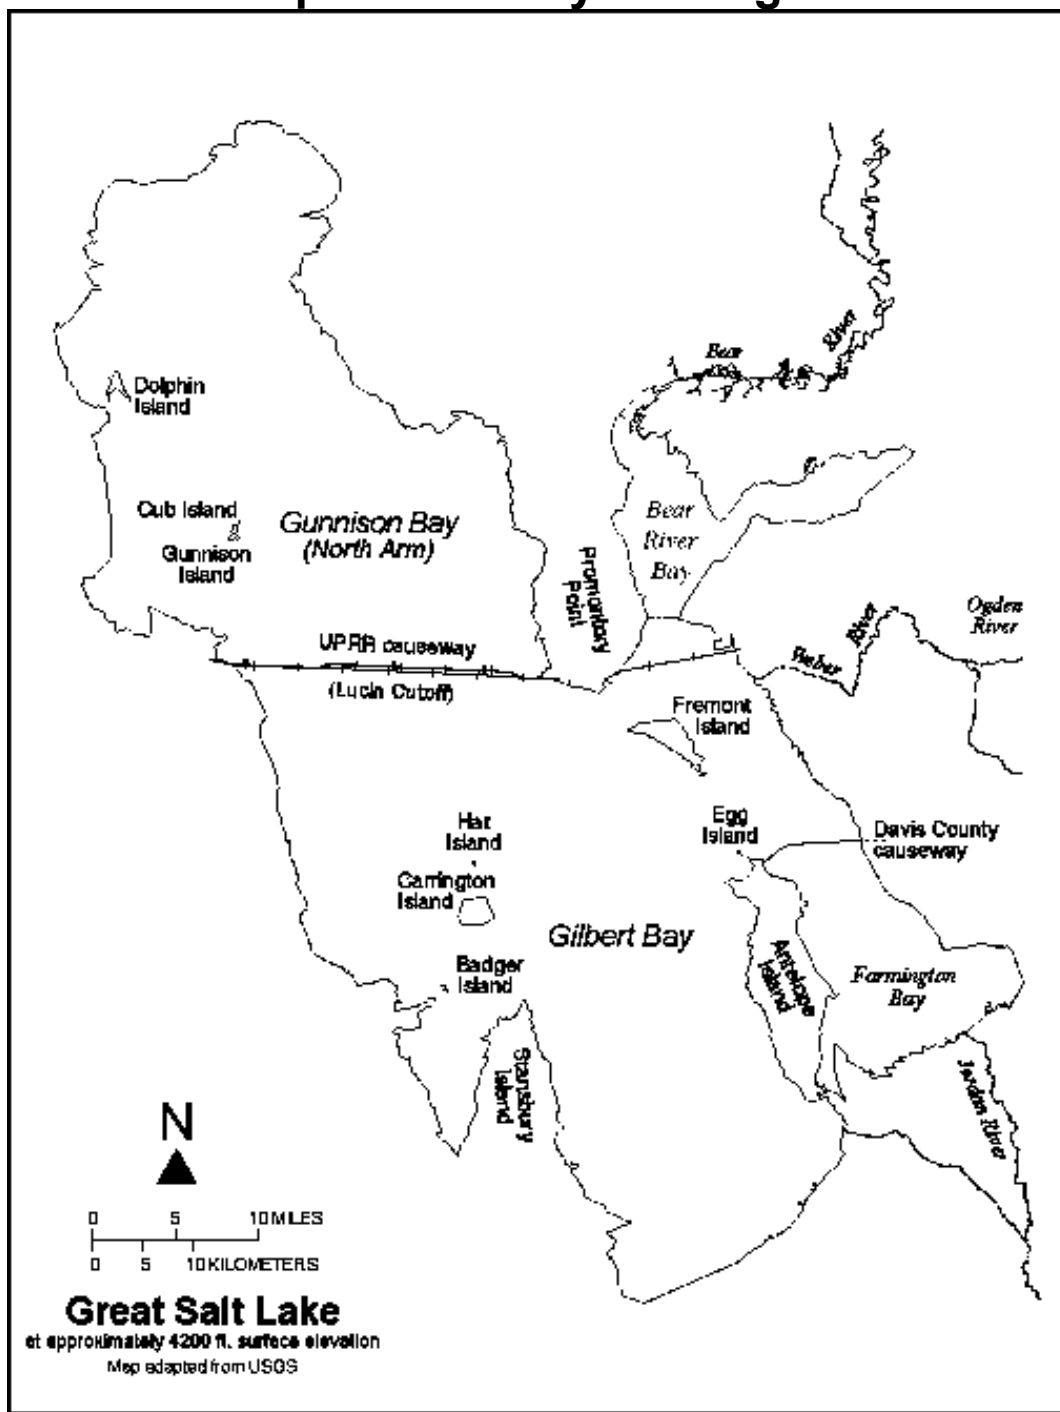 Bear
River
Dolphin
Island
Cub Island
Gunnison
Island
Gunnison Bay
(North Arm)
Bear
River
Bay
Promontory
Point
Ogden
River
Weber
River
UPRR causeway
(Lucin Cutoff)
Fremont
Island
Egg
Island
Davis County
causeway
Hat
Island
Carrington
Island
Gilbert Bay
Antelope
Island
Farmington
Bay
Badger
Island
Stansbury
Island
Jordan River
N
0 5 10 MILES
0 5 10 KILOMETERS
Great Salt Lake
at approximately 4200 ft. surface elevation
Map adapted from USGS